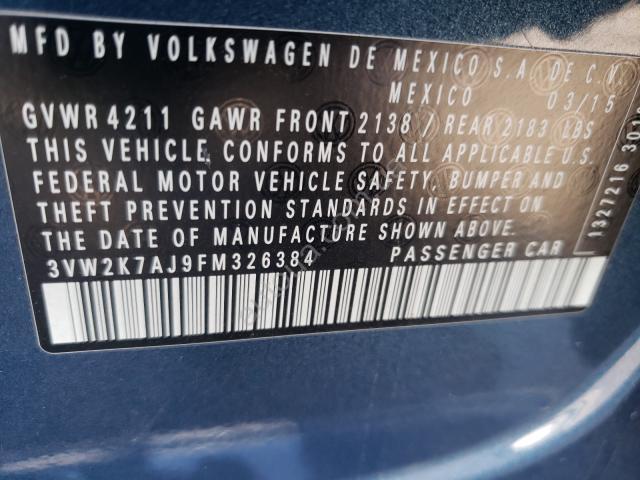 MFD BY VOLKSWAGEN DE MEXICO S.A. DE C.V.
MEXICO 03/15
GVWR 4211 GAWR FRONT 2138 / REAR 2183 LBS
THIS VEHICLE CONFORMS TO ALL APPLICABLE U.S.
FEDERAL MOTOR VEHICLE SAFETY, BUMPER AND
THEFT PREVENTION STANDARDS IN EFFECT ON
THE DATE OF MANUFACTURE SHOWN ABOVE.
3VW2K7AJ9FM326384 PASSENGER CAR
1327216